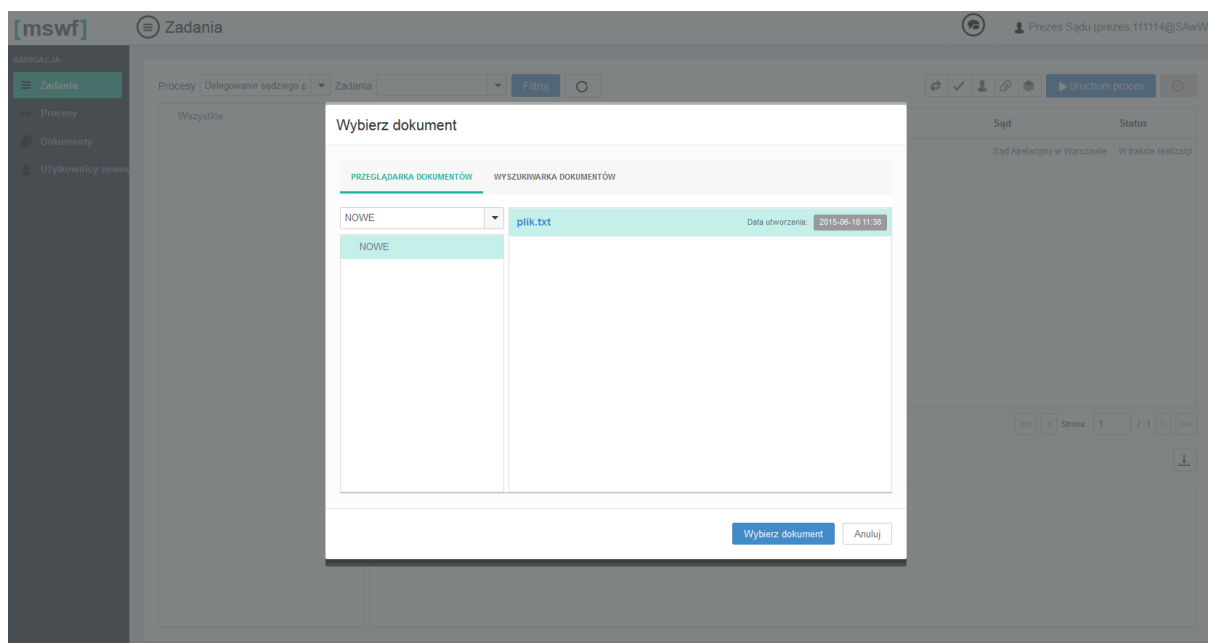 [mswf]
Zadania
Prezes Sądu (prezes:111114@SAwW
NAWIGACJA
Zadania
Procesy
Dokumenty
Użytkownicy zewnę
Procesy Delegowanie sędziego p Zadania Filtruj Uruchom proces
Wszystkie
Sąd Status
Sąd Apelacyjny w Warszawie W trakcie realizacji
Wybierz dokument
PRZEGLĄDARKA DOKUMENTÓW WYSZUKIWARKA DOKUMENTÓW
NOWE
plik.txt Data utworzenia: 2015-06-18 11:38
NOWE
<< < Strona: 1 / 1 > >>
Wybierz dokument Anuluj